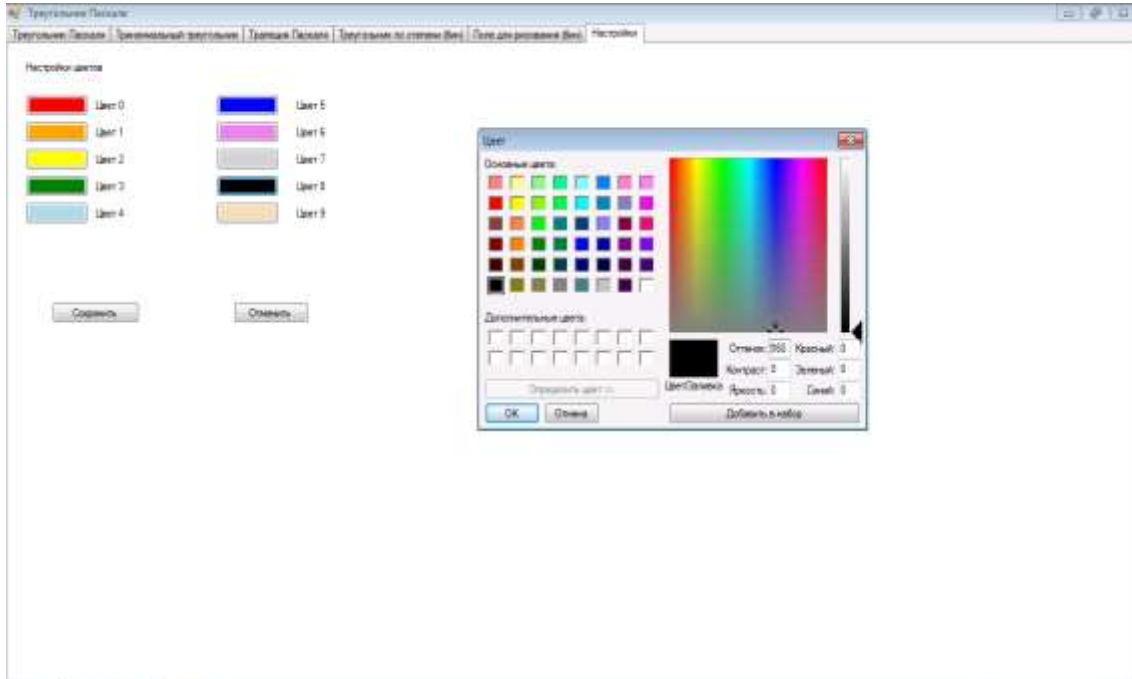 Треугольник Паскаля
Треугольник Паскаля Триномиальный треугольник Трапеция Паскаля Треугольник по степени (бин) Поле для рисования (бин) Настройки
Настройки цветов
Цвет 0 Цвет 5
Цвет 1 Цвет 6
Цвет 2 Цвет 7
Цвет 3 Цвет 8
Цвет 4 Цвет 9
Сохранить Отменить
Цвет
Основные цвета:
Дополнительные цвета:
Определить цвет >>
OK Отмена
Оттенок: 160 Красный: 0
Контраст: 0 Зеленый: 0
Цвет|Заливка Яркость: 0 Синий: 0
Добавить в набор